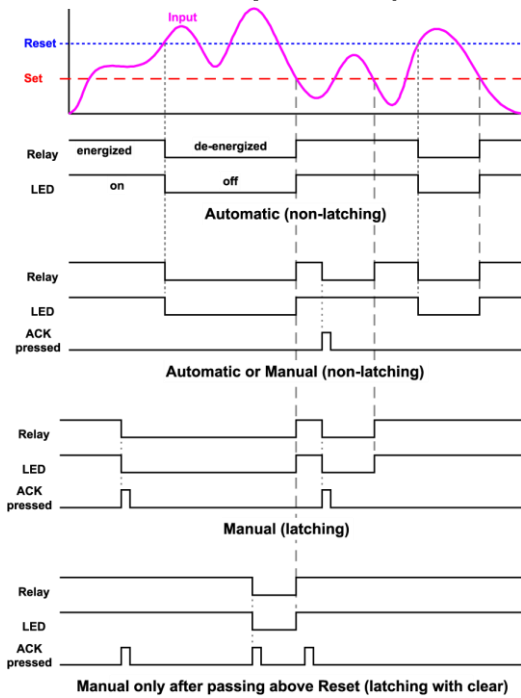 Input
Reset
Set
energized de-energized
Relay
on off
LED
Automatic (non-latching)
Relay
LED
ACK
pressed
Automatic or Manual (non-latching)
Relay
LED
ACK
pressed
Manual (latching)
Relay
LED
ACK
pressed
Manual only after passing above Reset (latching with clear)